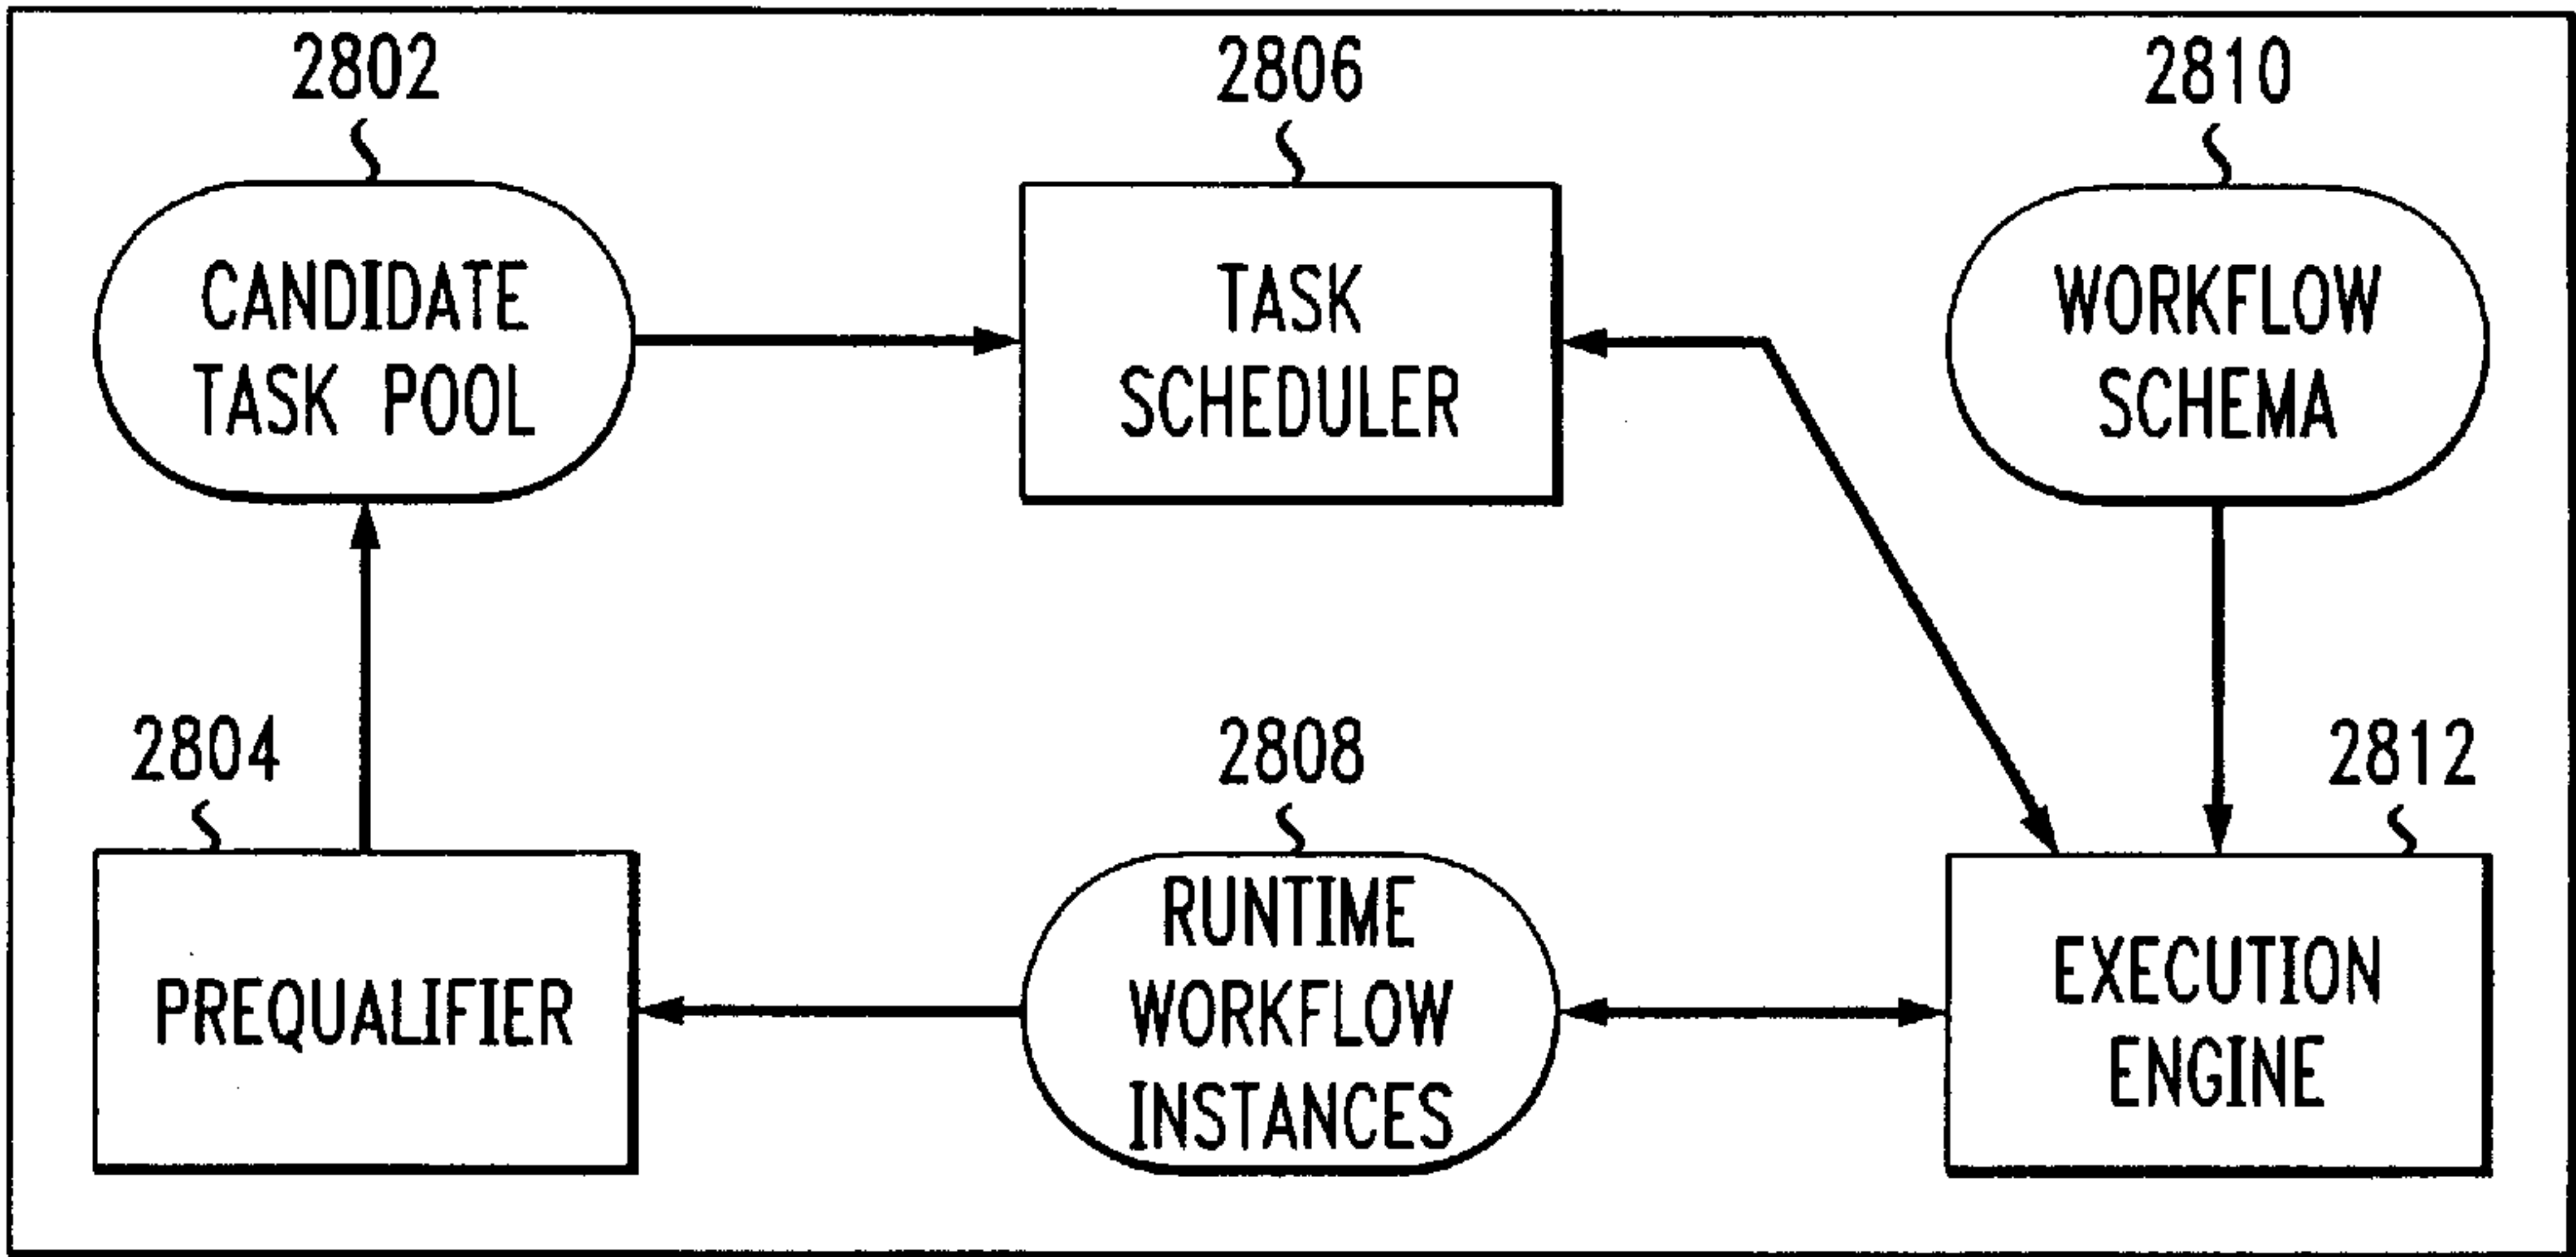 2802
CANDIDATE
TASK POOL
2806
TASK
SCHEDULER
2810
WORKFLOW
SCHEMA
2804
PREQUALIFIER
2808
RUNTIME
WORKFLOW
INSTANCES
2812
EXECUTION
ENGINE